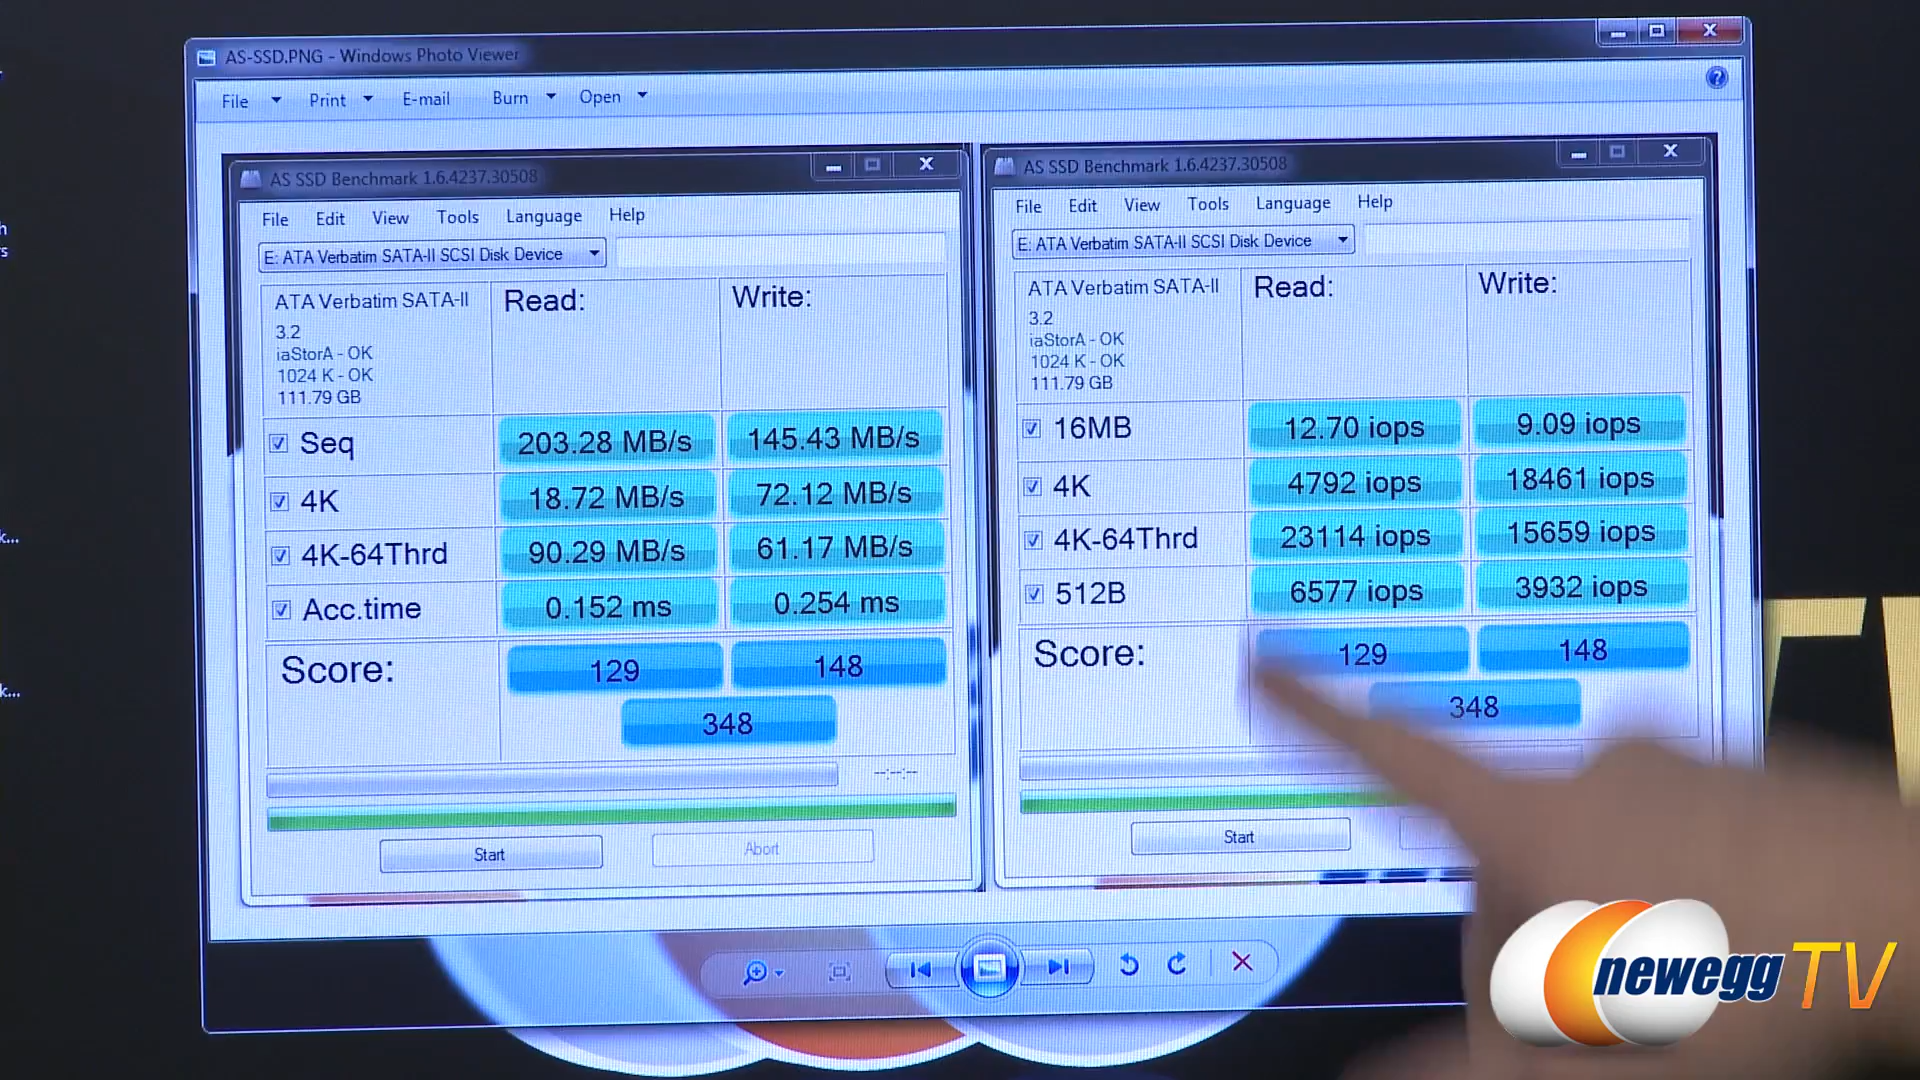 AS-SSD.PNG - Windows Photo Viewer
File Print E-mail Burn Open
AS SSD Benchmark 1.6.4237.30508
File Edit View Tools Language Help
E: ATA Verbatim SATA-II SCSI Disk Device
ATA Verbatim SATA-II
3.2
iaStorA - OK
1024 K - OK
111.79 GB
Read: Write:
Seq 203.28 MB/s 145.43 MB/s
4K 18.72 MB/s 72.12 MB/s
4K-64Thrd 90.29 MB/s 61.17 MB/s
Acc.time 0.152 ms 0.254 ms
Score: 129 148
348
--:--:--
Start Abort
AS SSD Benchmark 1.6.4237.30508
File Edit View Tools Language Help
E: ATA Verbatim SATA-II SCSI Disk Device
ATA Verbatim SATA-II
3.2
iaStorA - OK
1024 K - OK
111.79 GB
Read: Write:
16MB 12.70 iops 9.09 iops
4K 4792 iops 18461 iops
4K-64Thrd 23114 iops 15659 iops
512B 6577 iops 3932 iops
Score: 129 148
348
Start
newegg TV